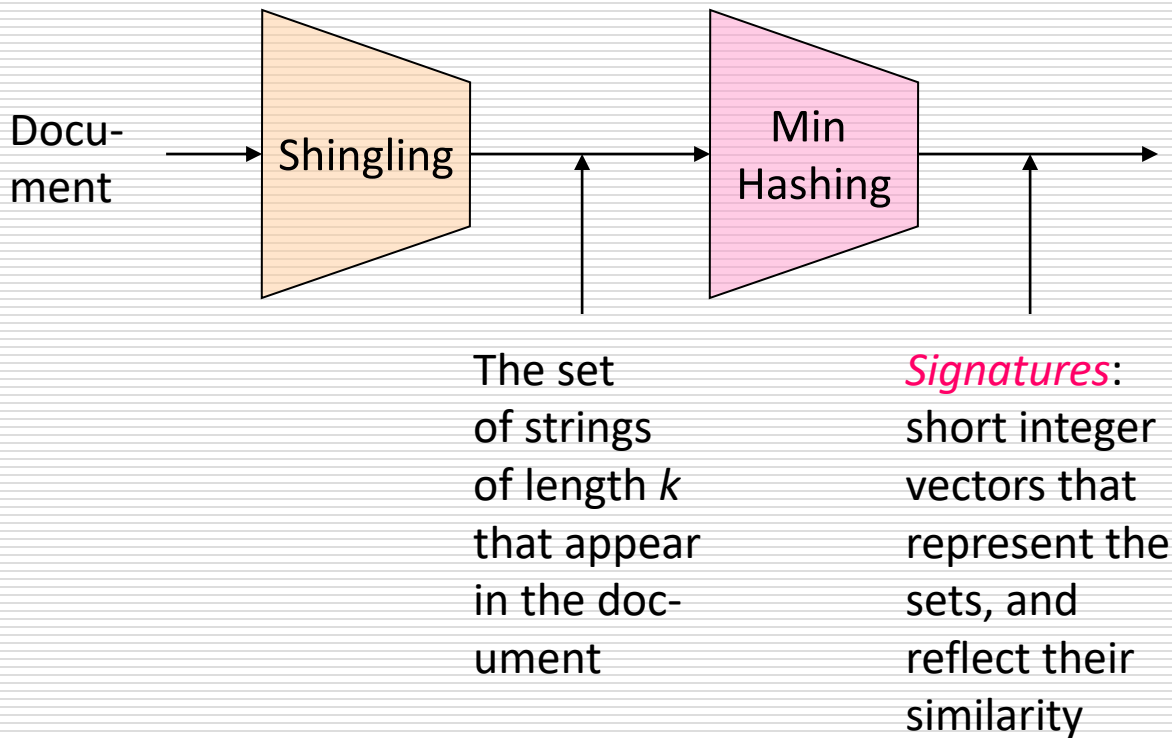 Docu-
ment
Shingling
Min
Hashing
The set
of strings
of length k
that appear
in the doc-
ument
Signatures:
short integer
vectors that
represent the
sets, and
reflect their
similarity